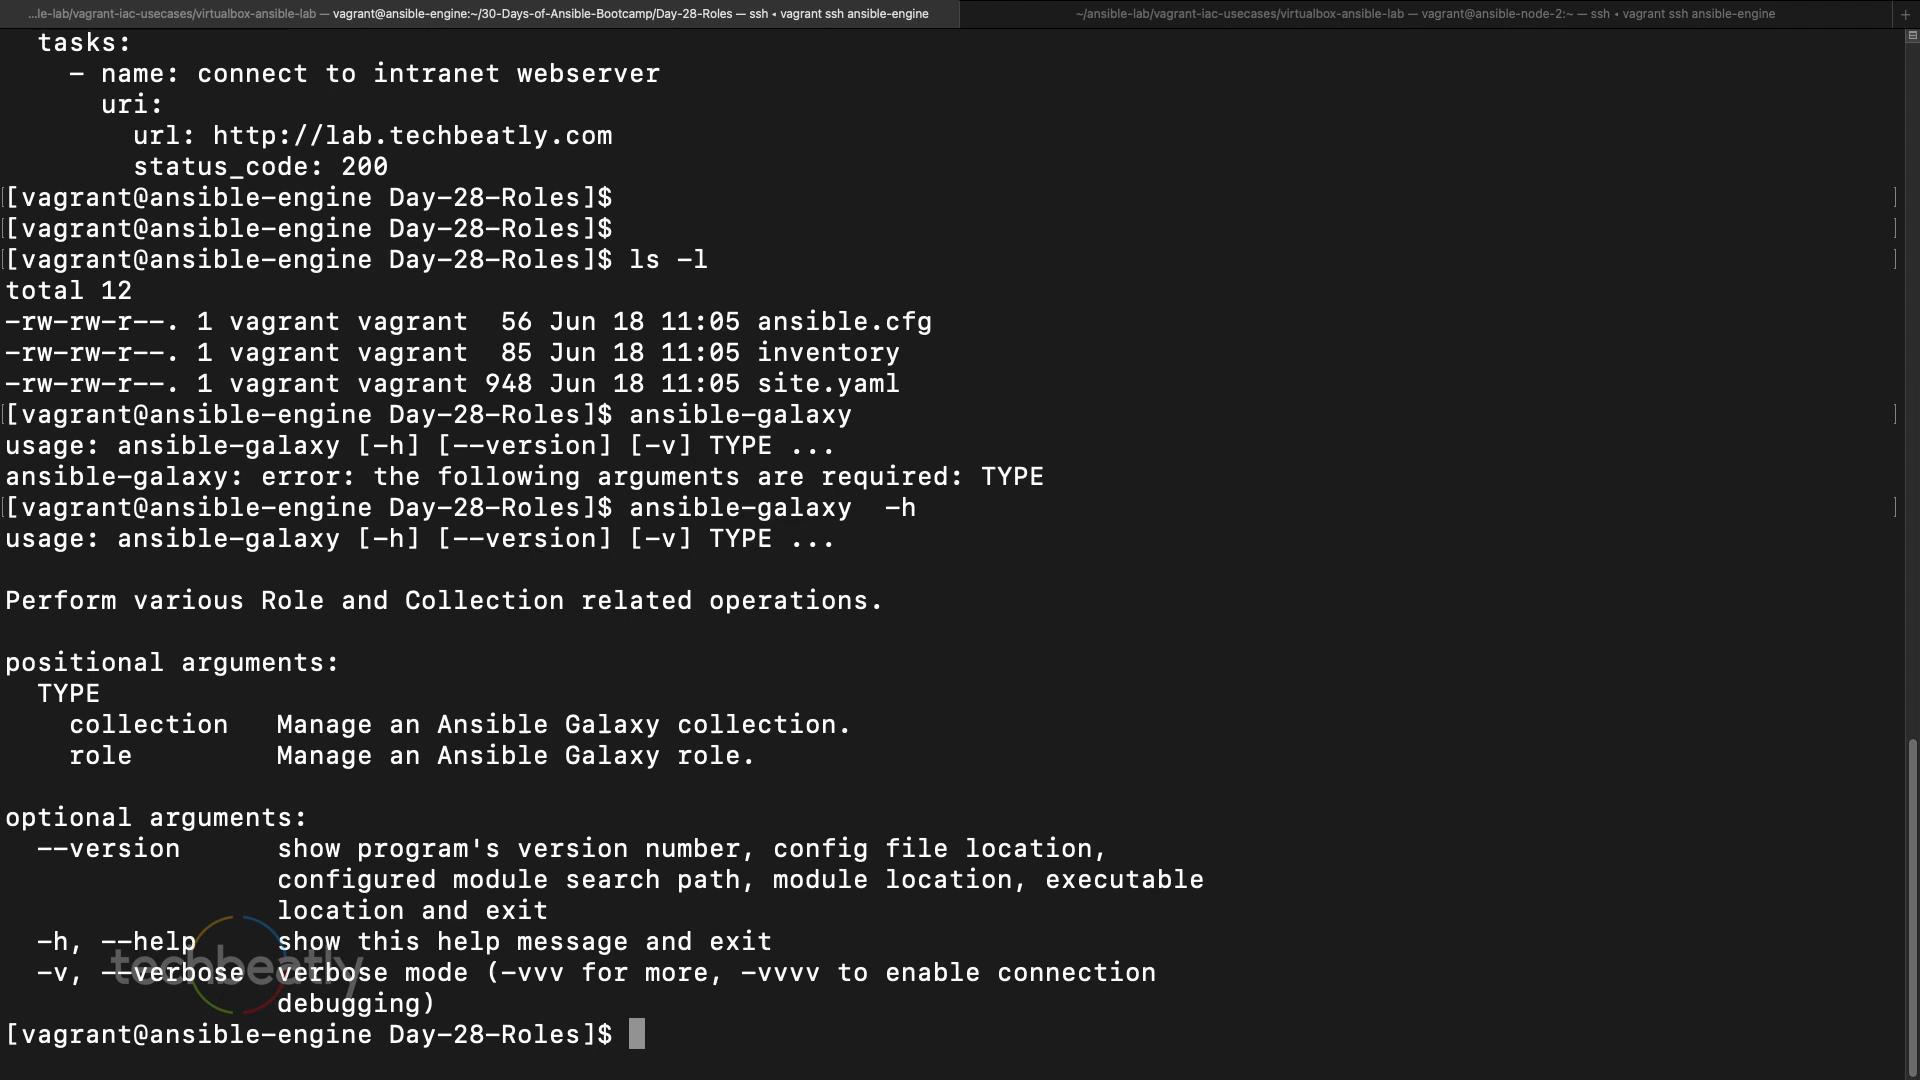 ...le-lab/vagrant-iac-usecases/virtualbox-ansible-lab — vagrant@ansible-engine:~/30-Days-of-Ansible-Bootcamp/Day-28-Roles — ssh ◂ vagrant ssh ansible-engine
~/ansible-lab/vagrant-iac-usecases/virtualbox-ansible-lab — vagrant@ansible-node-2:~ — ssh ◂ vagrant ssh ansible-engine +
  tasks:
    - name: connect to intranet webserver
      uri:
        url: http://lab.techbeatly.com
        status_code: 200
[[vagrant@ansible-engine Day-28-Roles]$ ]
[[vagrant@ansible-engine Day-28-Roles]$ ]
[[vagrant@ansible-engine Day-28-Roles]$ ls -l ]
total 12
-rw-rw-r--. 1 vagrant vagrant  56 Jun 18 11:05 ansible.cfg
-rw-rw-r--. 1 vagrant vagrant  85 Jun 18 11:05 inventory
-rw-rw-r--. 1 vagrant vagrant 948 Jun 18 11:05 site.yaml
[[vagrant@ansible-engine Day-28-Roles]$ ansible-galaxy ]
usage: ansible-galaxy [-h] [--version] [-v] TYPE ...
ansible-galaxy: error: the following arguments are required: TYPE
[[vagrant@ansible-engine Day-28-Roles]$ ansible-galaxy  -h ]
usage: ansible-galaxy [-h] [--version] [-v] TYPE ...

Perform various Role and Collection related operations.

positional arguments:
  TYPE
    collection   Manage an Ansible Galaxy collection.
    role         Manage an Ansible Galaxy role.

optional arguments:
  --version      show program's version number, config file location,
                 configured module search path, module location, executable
                 location and exit
  -h, --help     show this help message and exit
  -v, --verbose  verbose mode (-vvv for more, -vvvv to enable connection
                 debugging)
techbeatly
[vagrant@ansible-engine Day-28-Roles]$